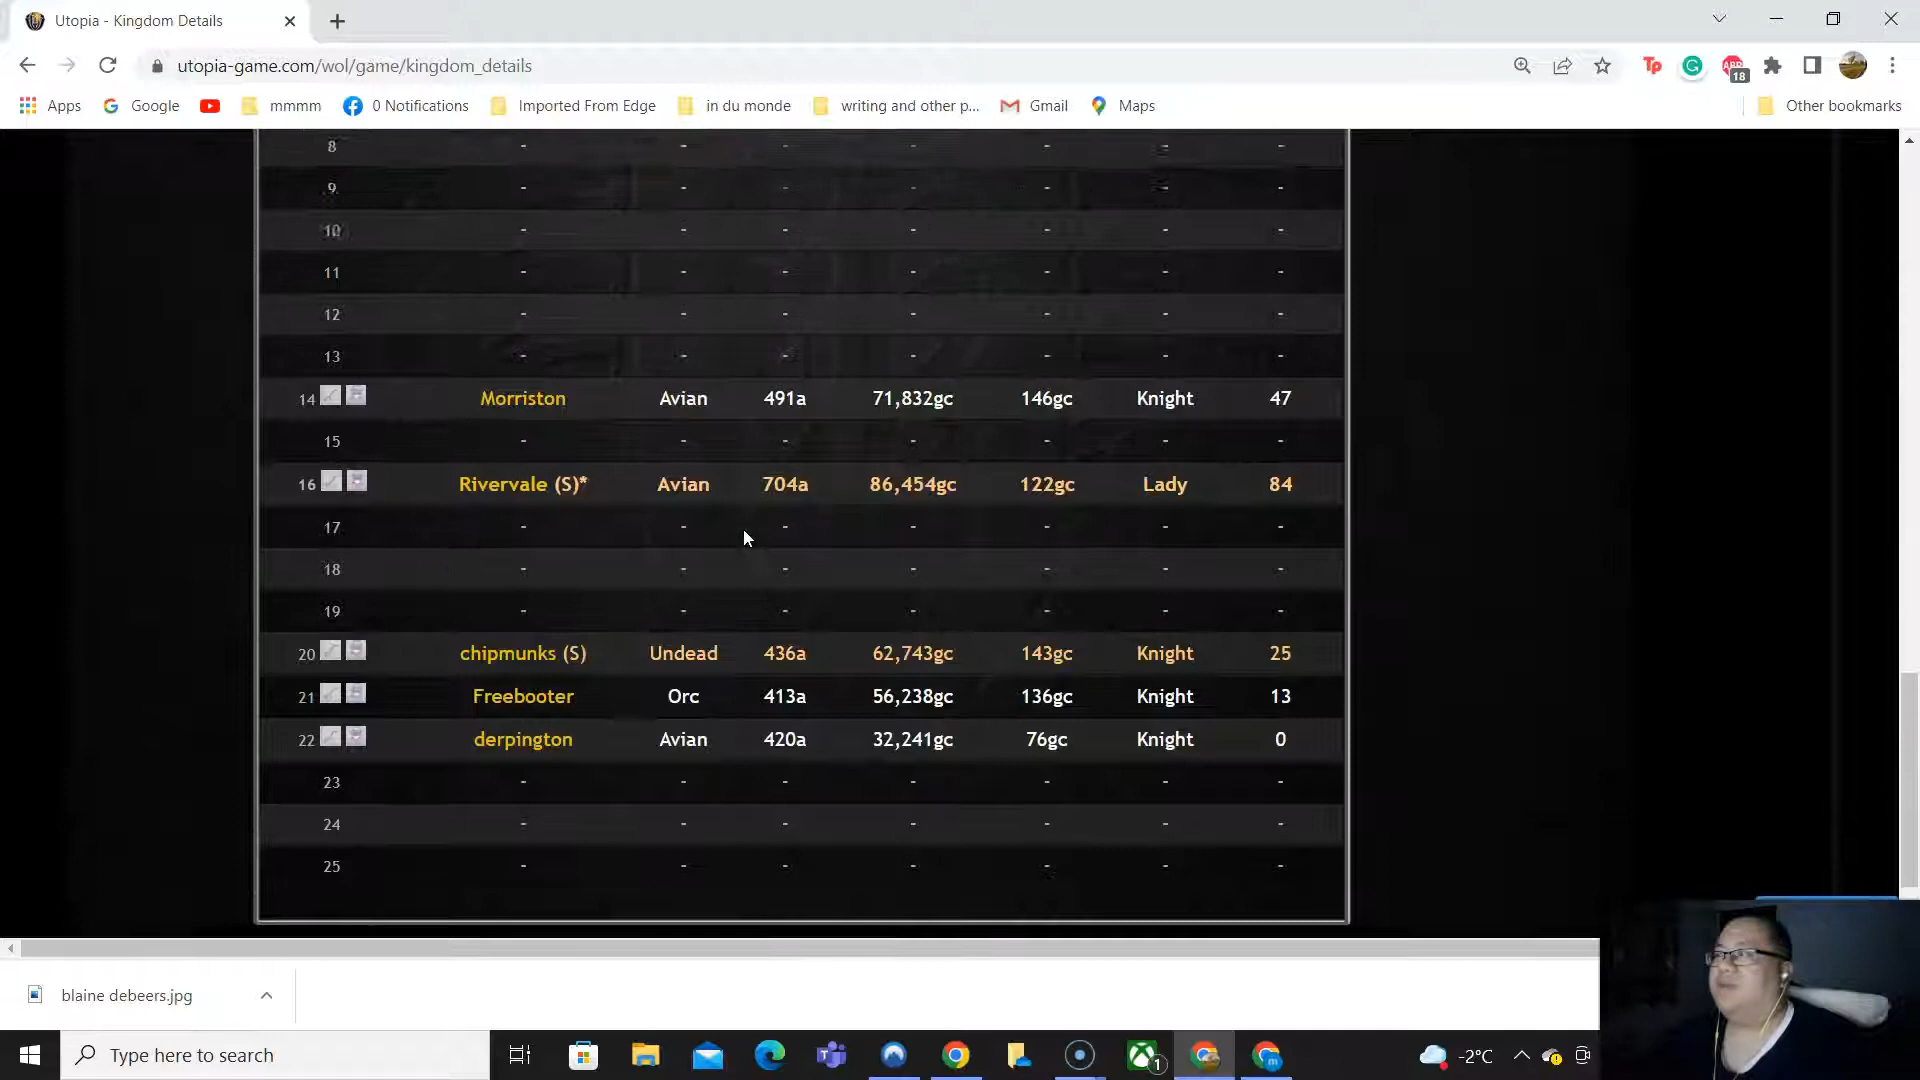 Utopia - Kingdom Details
utopia-game.com/wol/game/kingdom_details
Tp
ABP
18
Apps Google mmmm 0 Notifications Imported From Edge in du monde writing and other p... Gmail Maps Other bookmarks
8 - - - - - -
9 - - - - - -
10 - - - - - -
11 - - - - - -
12 - - - - - -
13 - - - - - -
14 Morriston Avian 491a 71,832gc 146gc Knight 47
15 - - - - - -
16 Rivervale (S)* Avian 704a 86,454gc 122gc Lady 84
17 - - - - - -
18 - - - - - -
19 - - - - - -
20 chipmunks (S) Undead 436a 62,743gc 143gc Knight 25
21 Freebooter Orc 413a 56,238gc 136gc Knight 13
22 derpington Avian 420a 32,241gc 76gc Knight 0
23 - - - - - -
24 - - - - - -
25 - - - - - -
blaine debeers.jpg
Type here to search
1
m
-2°C